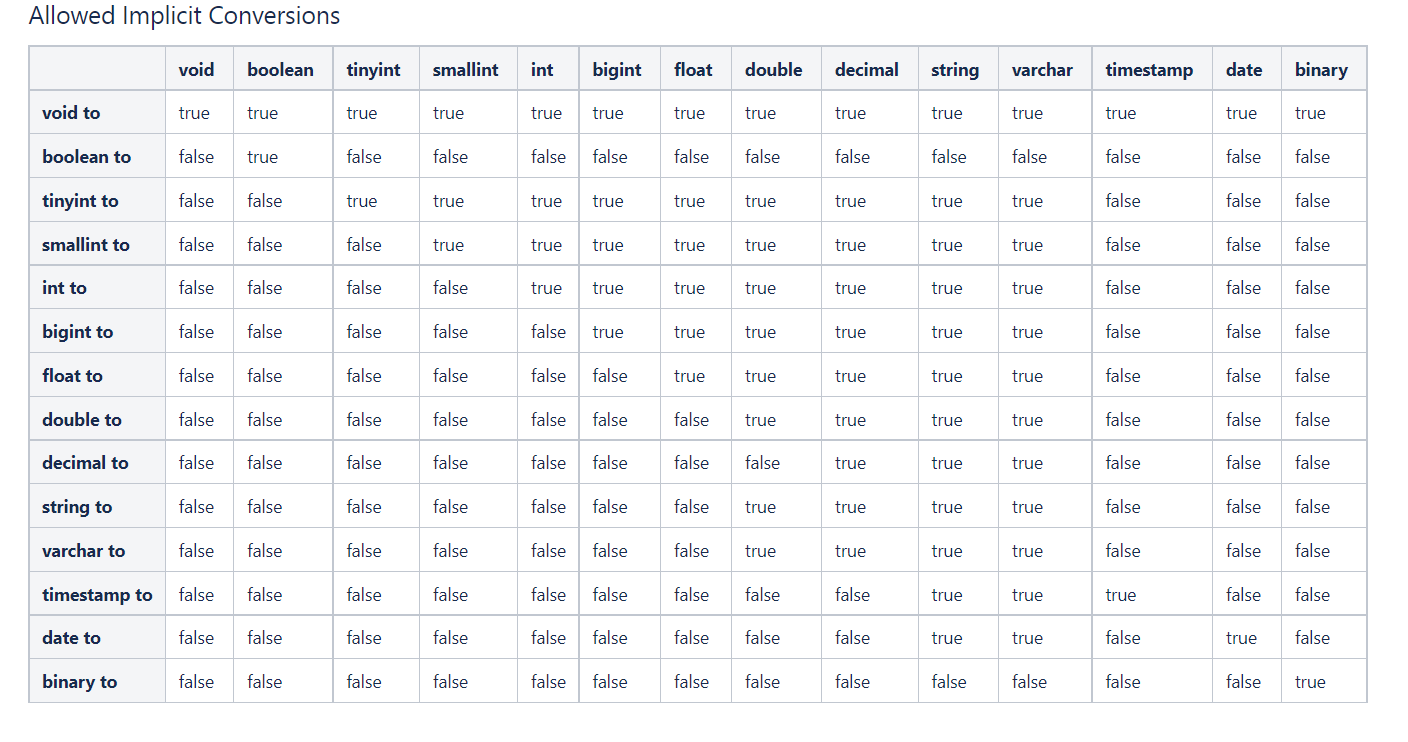 Allowed Implicit Conversions
void boolean tinyint smallint int bigint float double decimal string varchar timestamp date binary
void to true true true true true true true true true true true true true true
boolean to false true false false false false false false false false false false false false
tinyint to false false true true true true true true true true true false false false
smallint to false false false true true true true true true true true false false false
int to false false false false true true true true true true true false false false
bigint to false false false false false true true true true true true false false false
float to false false false false false false true true true true true false false false
double to false false false false false false false true true true true false false false
decimal to false false false false false false false false true true true false false false
string to false false false false false false false true true true true false false false
varchar to false false false false false false false true true true true false false false
timestamp to false false false false false false false false false true true true false false
date to false false false false false false false false false true true false true false
binary to false false false false false false false false false false false false false true